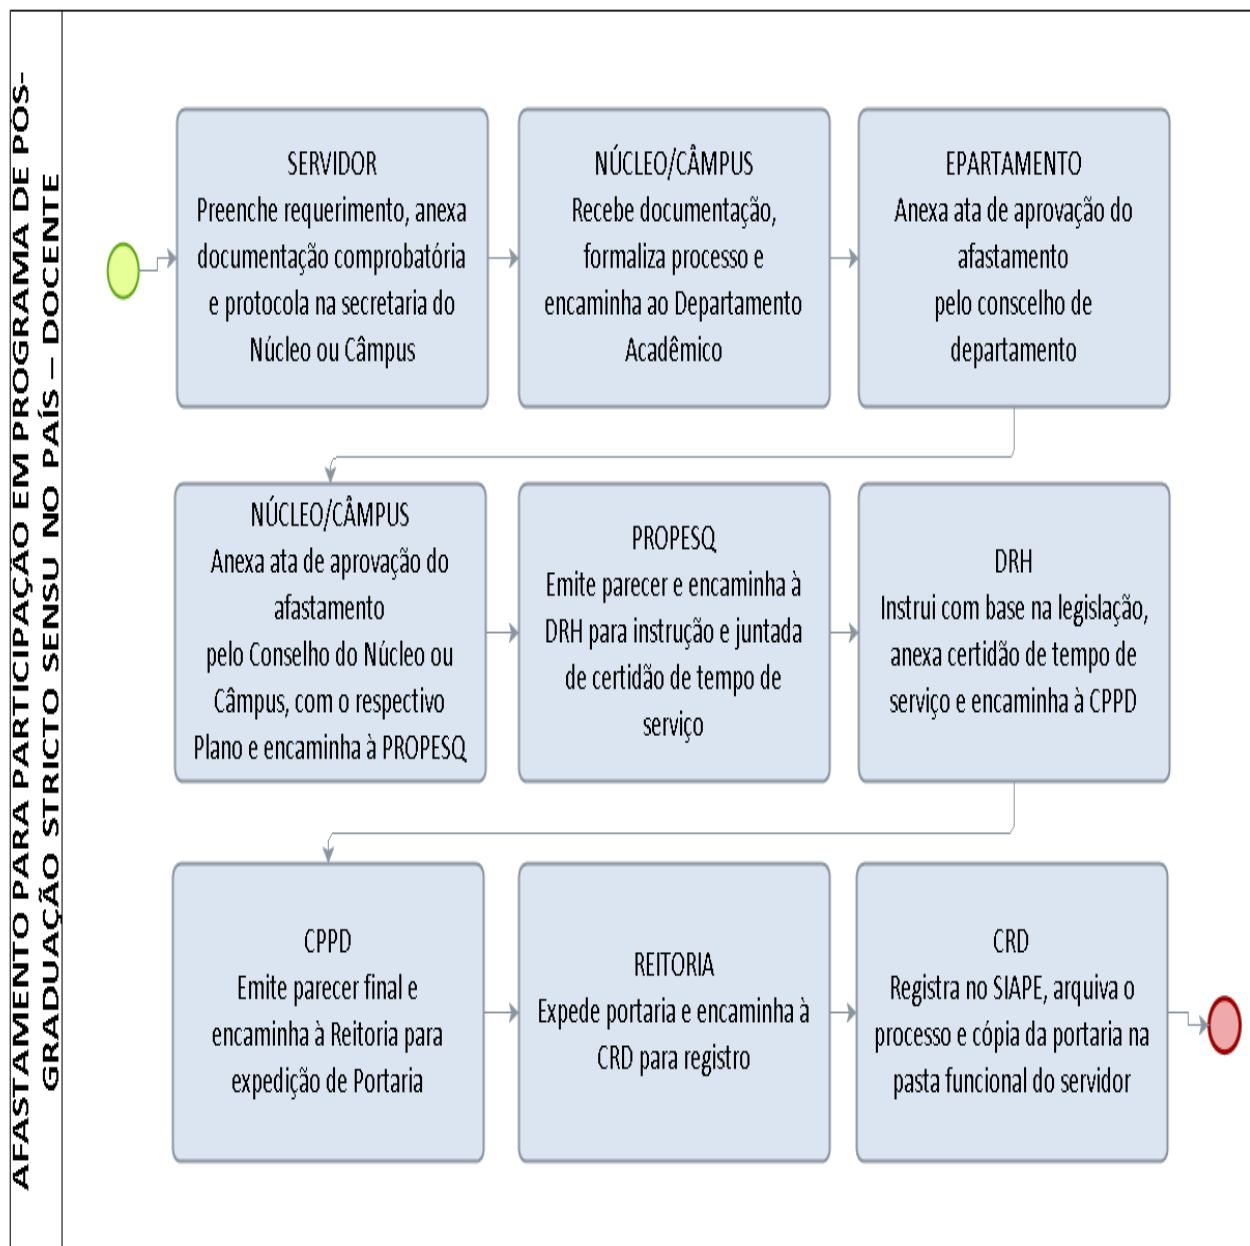 AFASTAMENTO PARA PARTICIPAÇÃO EM PROGRAMA DE PÓS-
GRADUAÇÃO STRICTO SENSU NO PAÍS – DOCENTE
SERVIDOR
Preenche requerimento, anexa
documentação comprobatória
e protocola na secretaria do
Núcleo ou Câmpus
NÚCLEO/CÂMPUS
Recebe documentação,
formaliza processo e
encaminha ao Departamento
Acadêmico
EPARTAMENTO
Anexa ata de aprovação do
afastamento
pelo conscelho de
departamento
NÚCLEO/CÂMPUS
Anexa ata de aprovação do
afastamento
pelo Conselho do Núcleo ou
Câmpus, com o respectivo
Plano e encaminha à PROPESQ
PROPESQ
Emite parecer e encaminha à
DRH para instrução e juntada
de certidão de tempo de
serviço
DRH
Instrui com base na legislação,
anexa certidão de tempo de
serviço e encaminha à CPPD
CPPD
Emite parecer final e
encaminha à Reitoria para
expedição de Portaria
REITORIA
Expede portaria e encaminha à
CRD para registro
CRD
Registra no SIAPE, arquiva o
processo e cópia da portaria na
pasta funcional do servidor